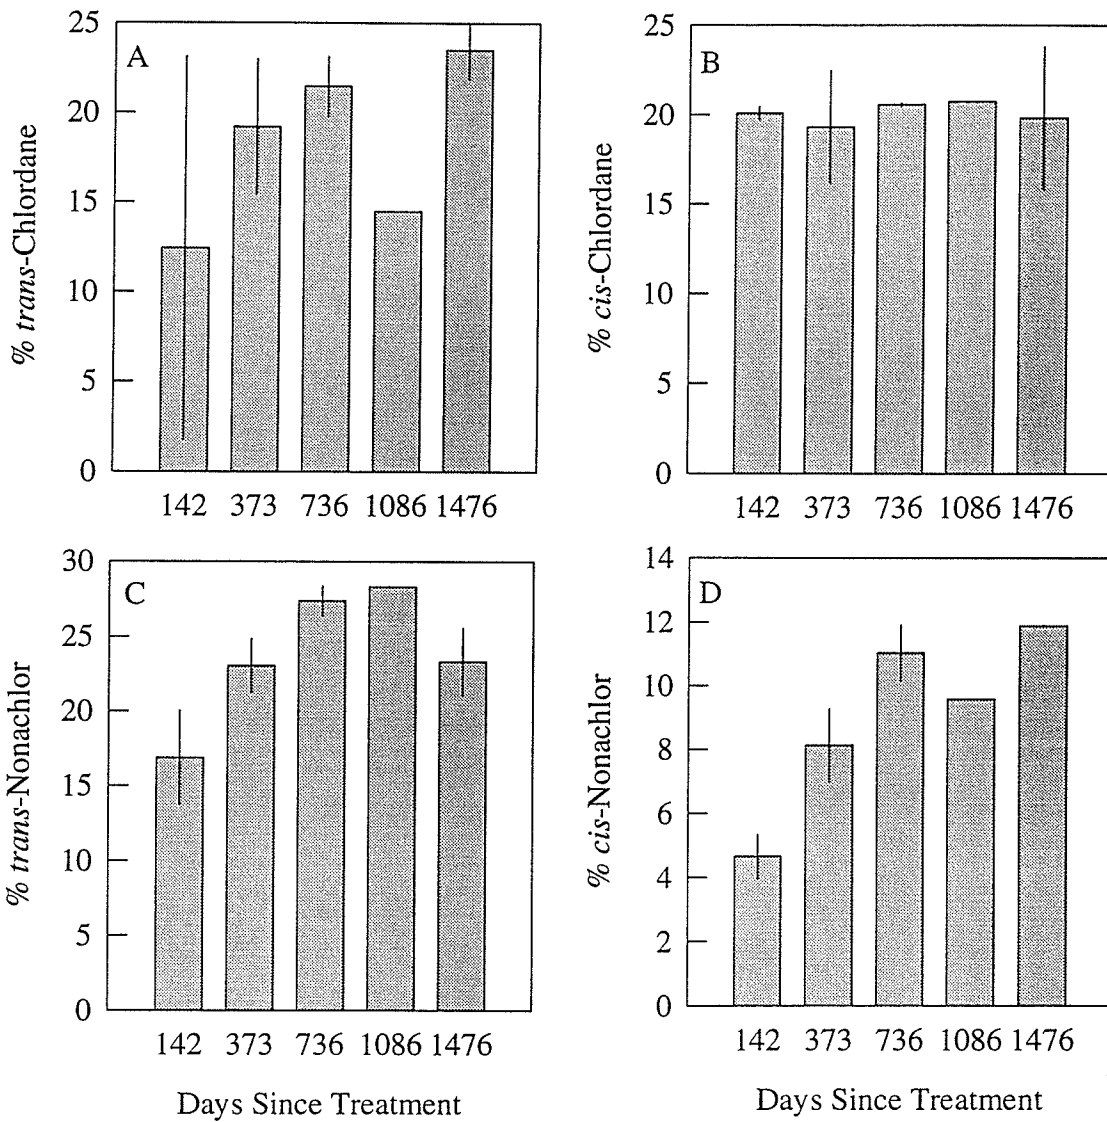 A
% trans-Chlordane
25
20
15
10
5
0
142 373 736 1086 1476
B
% cis-Chlordane
25
20
15
10
5
0
142 373 736 1086 1476
C
% trans-Nonachlor
30
25
20
15
10
5
0
142 373 736 1086 1476
Days Since Treatment
D
% cis-Nonachlor
14
12
10
8
6
4
2
0
142 373 736 1086 1476
Days Since Treatment